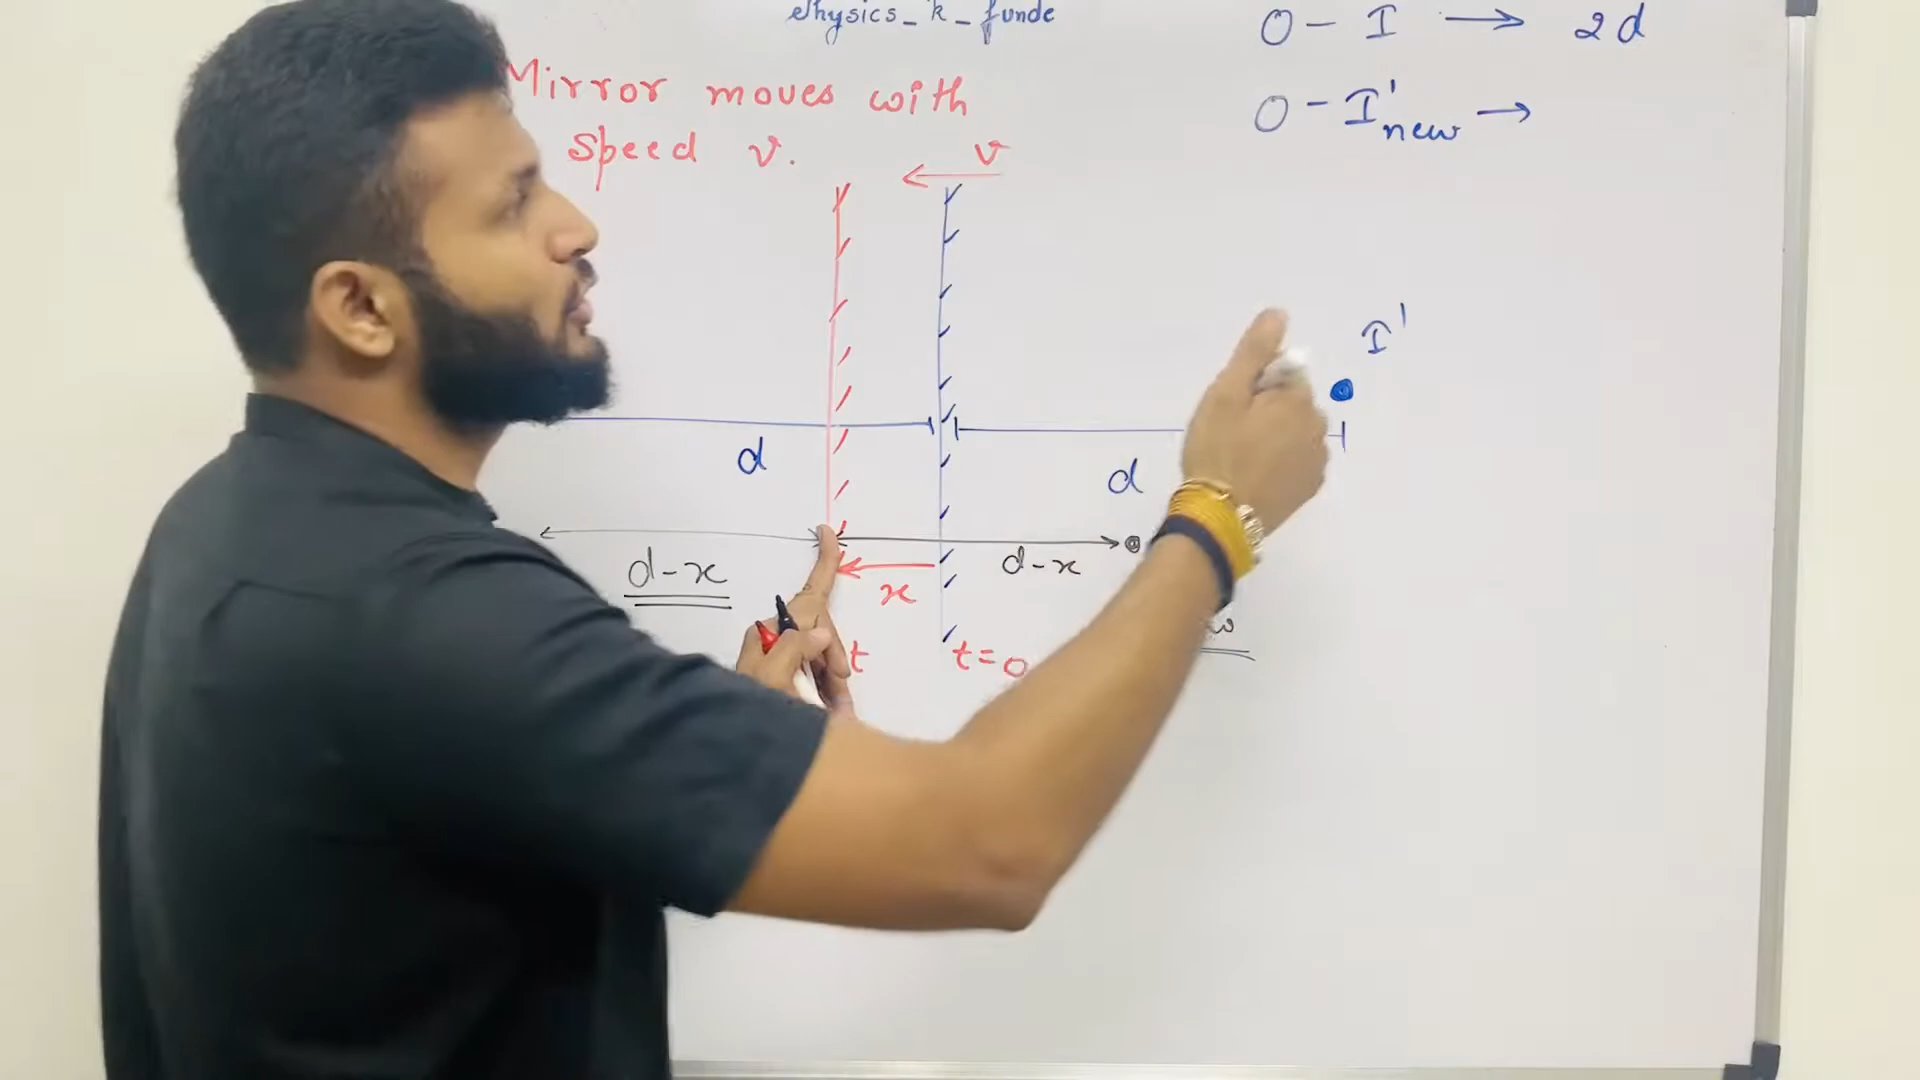 Physics_k_funde
O - I → 2d
Mirror moves with
speed v.
O - I'new →
v
I'
d
d
d-x
d-x
x
t
t=0